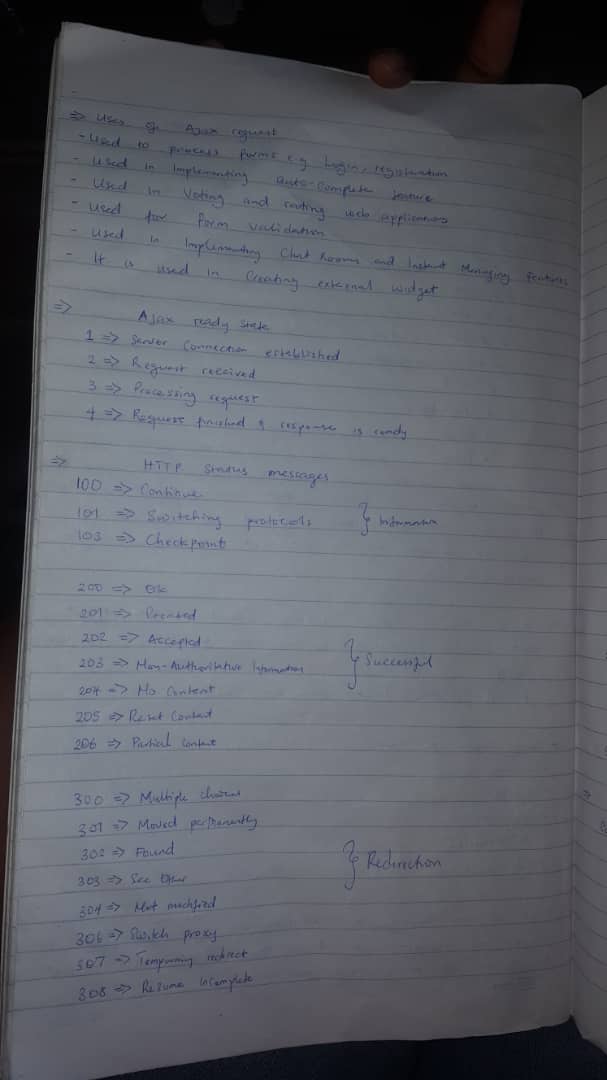 => Uses of Ajax request
- Used to process forms e.g Login, registration
- Used in Implementing auto-complete feature
- Used in Voting and rating web applications
- Used for form validation
- Used in Implementing Chat Rooms and Instant Messaging features
- It is used in Creating external widget
=> Ajax ready state
1 => Server Connection established
2 => Request received
3 => Processing request
4 => Request finished & response is ready
=> HTTP Status messages
100 => Continue
101 => Switching protocols } Information
103 => Checkpoint
200 => Ok
201 => Created
202 => Accepted
203 => Non-Authoritative Information } Successful
204 => No Content
205 => Reset Content
206 => Partial Content
300 => Multiple choices
301 => Moved permanently
302 => Found
303 => See Other } Redirection
304 => Not modified
306 => Switch proxy
307 => Temporary redirect
308 => Resume Incomplete